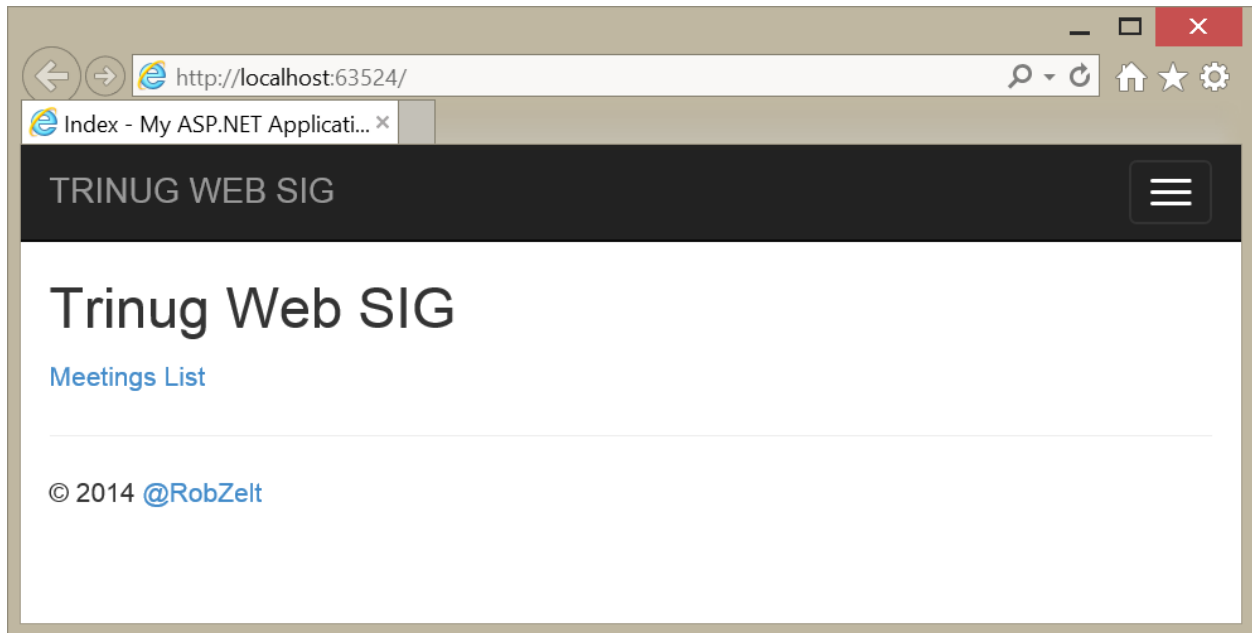 http://localhost:63524/
Index - My ASP.NET Applicati...
TRINUG WEB SIG
Trinug Web SIG
Meetings List
© 2014 @RobZelt